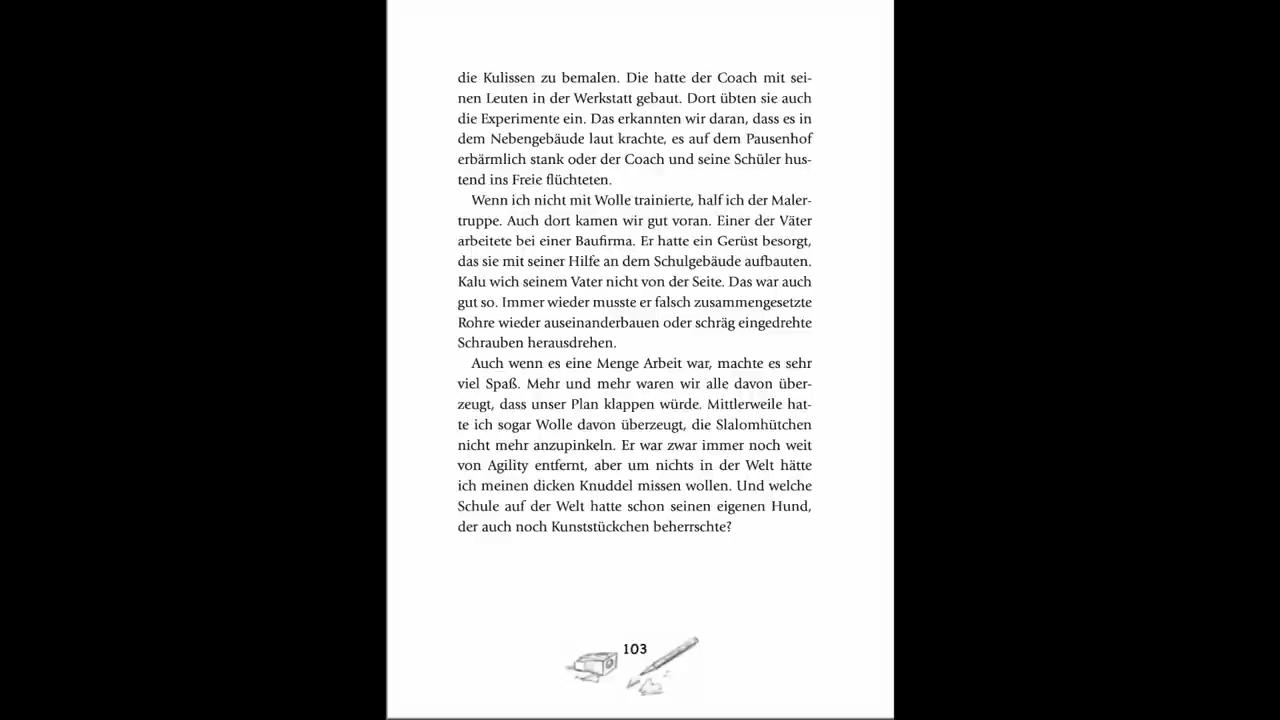 die Kulissen zu bemalen. Die hatte der Coach mit sei-
nen Leuten in der Werkstatt gebaut. Dort übten sie auch
die Experimente ein. Das erkannten wir daran, dass es in
dem Nebengebäude laut krachte, es auf dem Pausenhof
erbärmlich stank oder der Coach und seine Schüler hus-
tend ins Freie flüchteten.
Wenn ich nicht mit Wolle trainierte, half ich der Maler-
truppe. Auch dort kamen wir gut voran. Einer der Väter
arbeitete bei einer Baufirma. Er hatte ein Gerüst besorgt,
das sie mit seiner Hilfe an dem Schulgebäude aufbauten.
Kalu wich seinem Vater nicht von der Seite. Das war auch
gut so. Immer wieder musste er falsch zusammengesetzte
Rohre wieder auseinanderbauen oder schräg eingedrehte
Schrauben herausdrehen.
Auch wenn es eine Menge Arbeit war, machte es sehr
viel Spaß. Mehr und mehr waren wir alle davon über-
zeugt, dass unser Plan klappen würde. Mittlerweile hat-
te ich sogar Wolle davon überzeugt, die Slalomhütchen
nicht mehr anzupinkeln. Er war zwar immer noch weit
von Agility entfernt, aber um nichts in der Welt hätte
ich meinen dicken Knuddel missen wollen. Und welche
Schule auf der Welt hatte schon seinen eigenen Hund,
der auch noch Kunststückchen beherrschte?
103